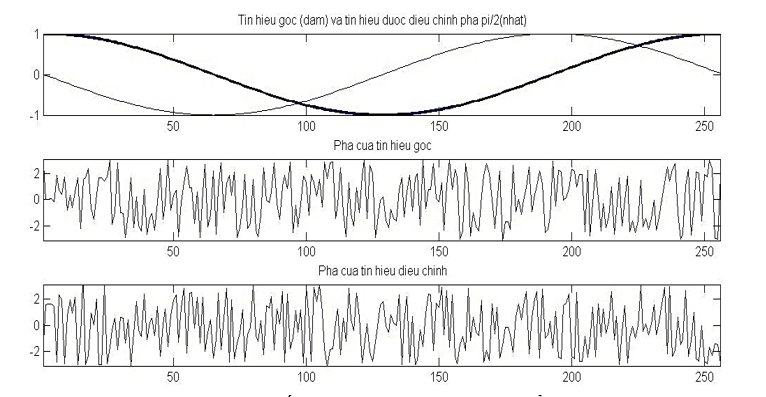 Tin hieu goc (dam) va tin hieu duoc dieu chinh pha pi/2(nhat)
1
0
-1
50 100 150 200 250
Pha cua tin hieu goc
2
0
-2
50 100 150 200 250
Pha cua tin hieu dieu chinh
2
0
-2
50 100 150 200 250